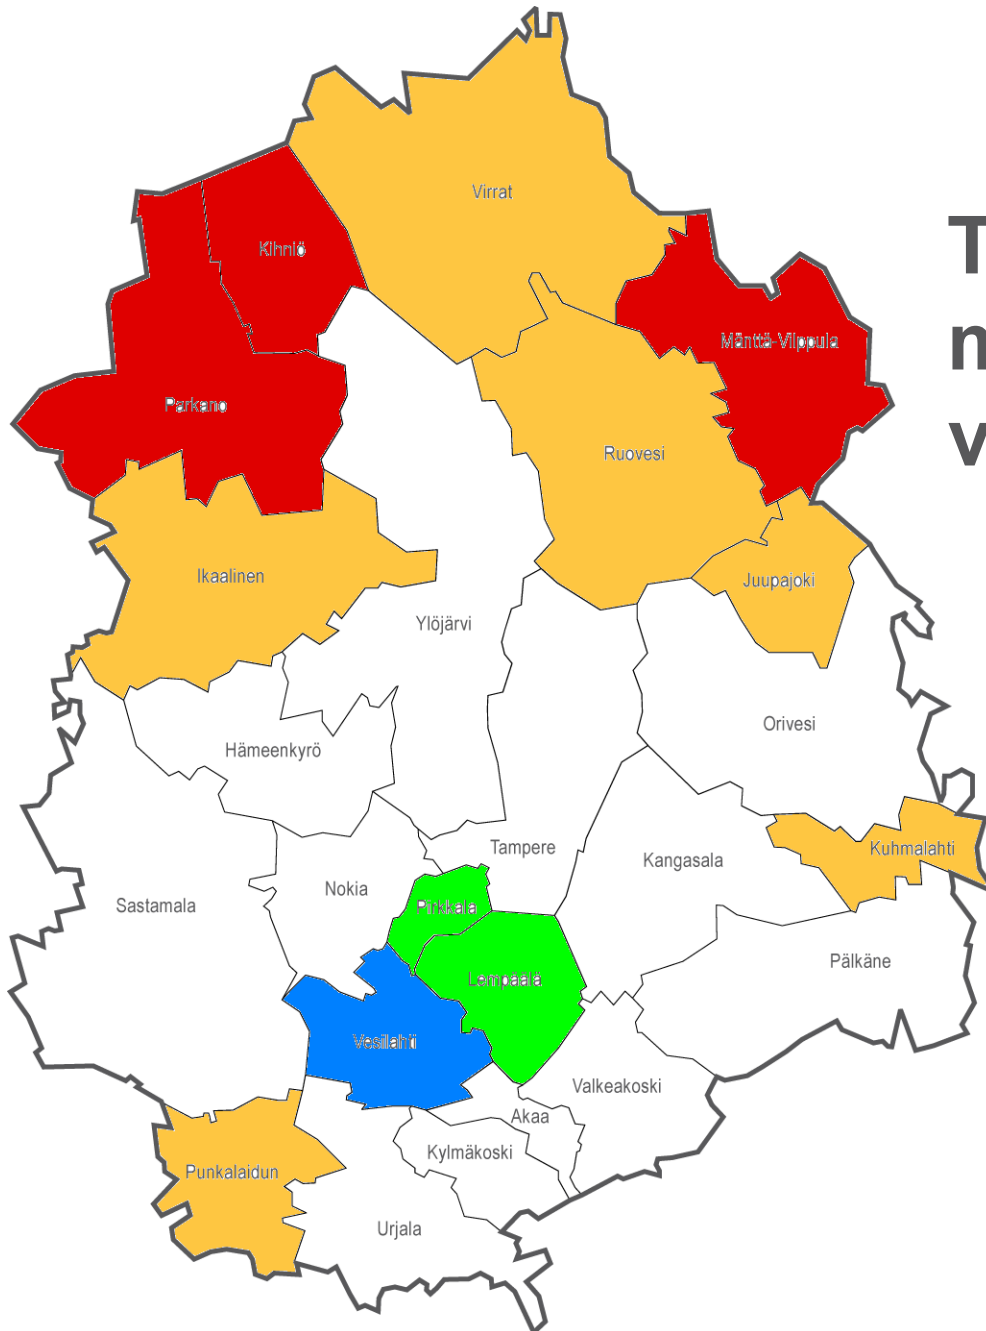 Virrat
Kihniö
Mänttä-Vilppula
Parkano
Ruovesi
Ikaalinen
Juupajoki
Ylöjärvi
Orivesi
Hämeenkyrö
Tampere
Kangasala
Kuhmalahti
Nokia
Sastamala
Pirkkala
Pälkäne
Lempäälä
Vesilahti
Valkeakoski
Akaa
Kylmäkoski
Punkalaidun
Urjala
T
n
v